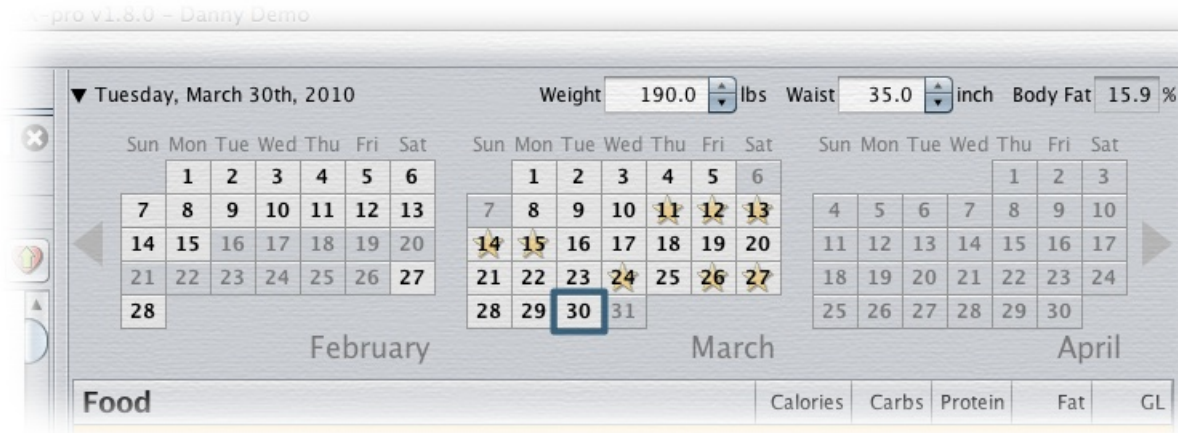 -pro v1.8.0 – Danny Demo
Tuesday, March 30th, 2010 Weight 190.0 lbs Waist 35.0 inch Body Fat 15.9 %
Sun Mon Tue Wed Thu Fri Sat Sun Mon Tue Wed Thu Fri Sat Sun Mon Tue Wed Thu Fri Sat
1 2 3 4 5 6 1 2 3 4 5 6 1 2 3
7 8 9 10 11 12 13 7 8 9 10 11 12 13 4 5 6 7 8 9 10
14 15 16 17 18 19 20 14 15 16 17 18 19 20 11 12 13 14 15 16 17
21 22 23 24 25 26 27 21 22 23 24 25 26 27 18 19 20 21 22 23 24
28 28 29 30 31 25 26 27 28 29 30
February March April
Food Calories Carbs Protein Fat GL